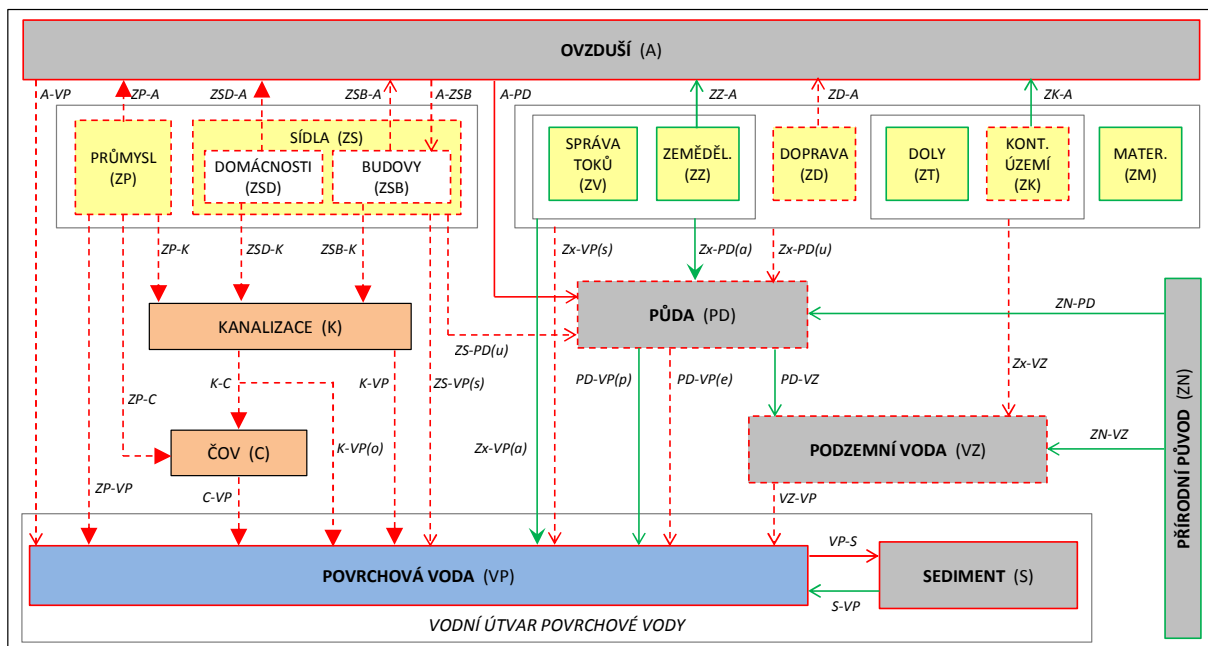 OVZDUŠÍ (A)
A-VP
ZP-A
ZSD-A
ZSB-A
A-ZSB
A-PD
ZZ-A
ZD-A
ZK-A
PRŮMYSL
(ZP)
SÍDLA (ZS)
DOMÁCNOSTI
(ZSD)
BUDOVY
(ZSB)
SPRÁVA
TOKŮ
(ZV)
ZEMĚDĚL.
(ZZ)
DOPRAVA
(ZD)
DOLY
(ZT)
KONT.
ÚZEMÍ
(ZK)
MATER.
(ZM)
ZP-K
ZSD-K
ZSB-K
Zx-VP(s)
Zx-PD(a)
Zx-PD(u)
KANALIZACE (K)
PŮDA (PD)
ZN-PD
ZS-PD(u)
K-C
K-VP
ZS-VP(s)
PD-VP(p)
PD-VP(e)
PD-VZ
Zx-VZ
ZP-C
ČOV (C)
K-VP(o)
Zx-VP(a)
PODZEMNÍ VODA (VZ)
ZN-VZ
PŘÍRODNÍ PŮVOD (ZN)
ZP-VP
C-VP
VZ-VP
POVRCHOVÁ VODA (VP)
VP-S
SEDIMENT (S)
S-VP
VODNÍ ÚTVAR POVRCHOVÉ VODY